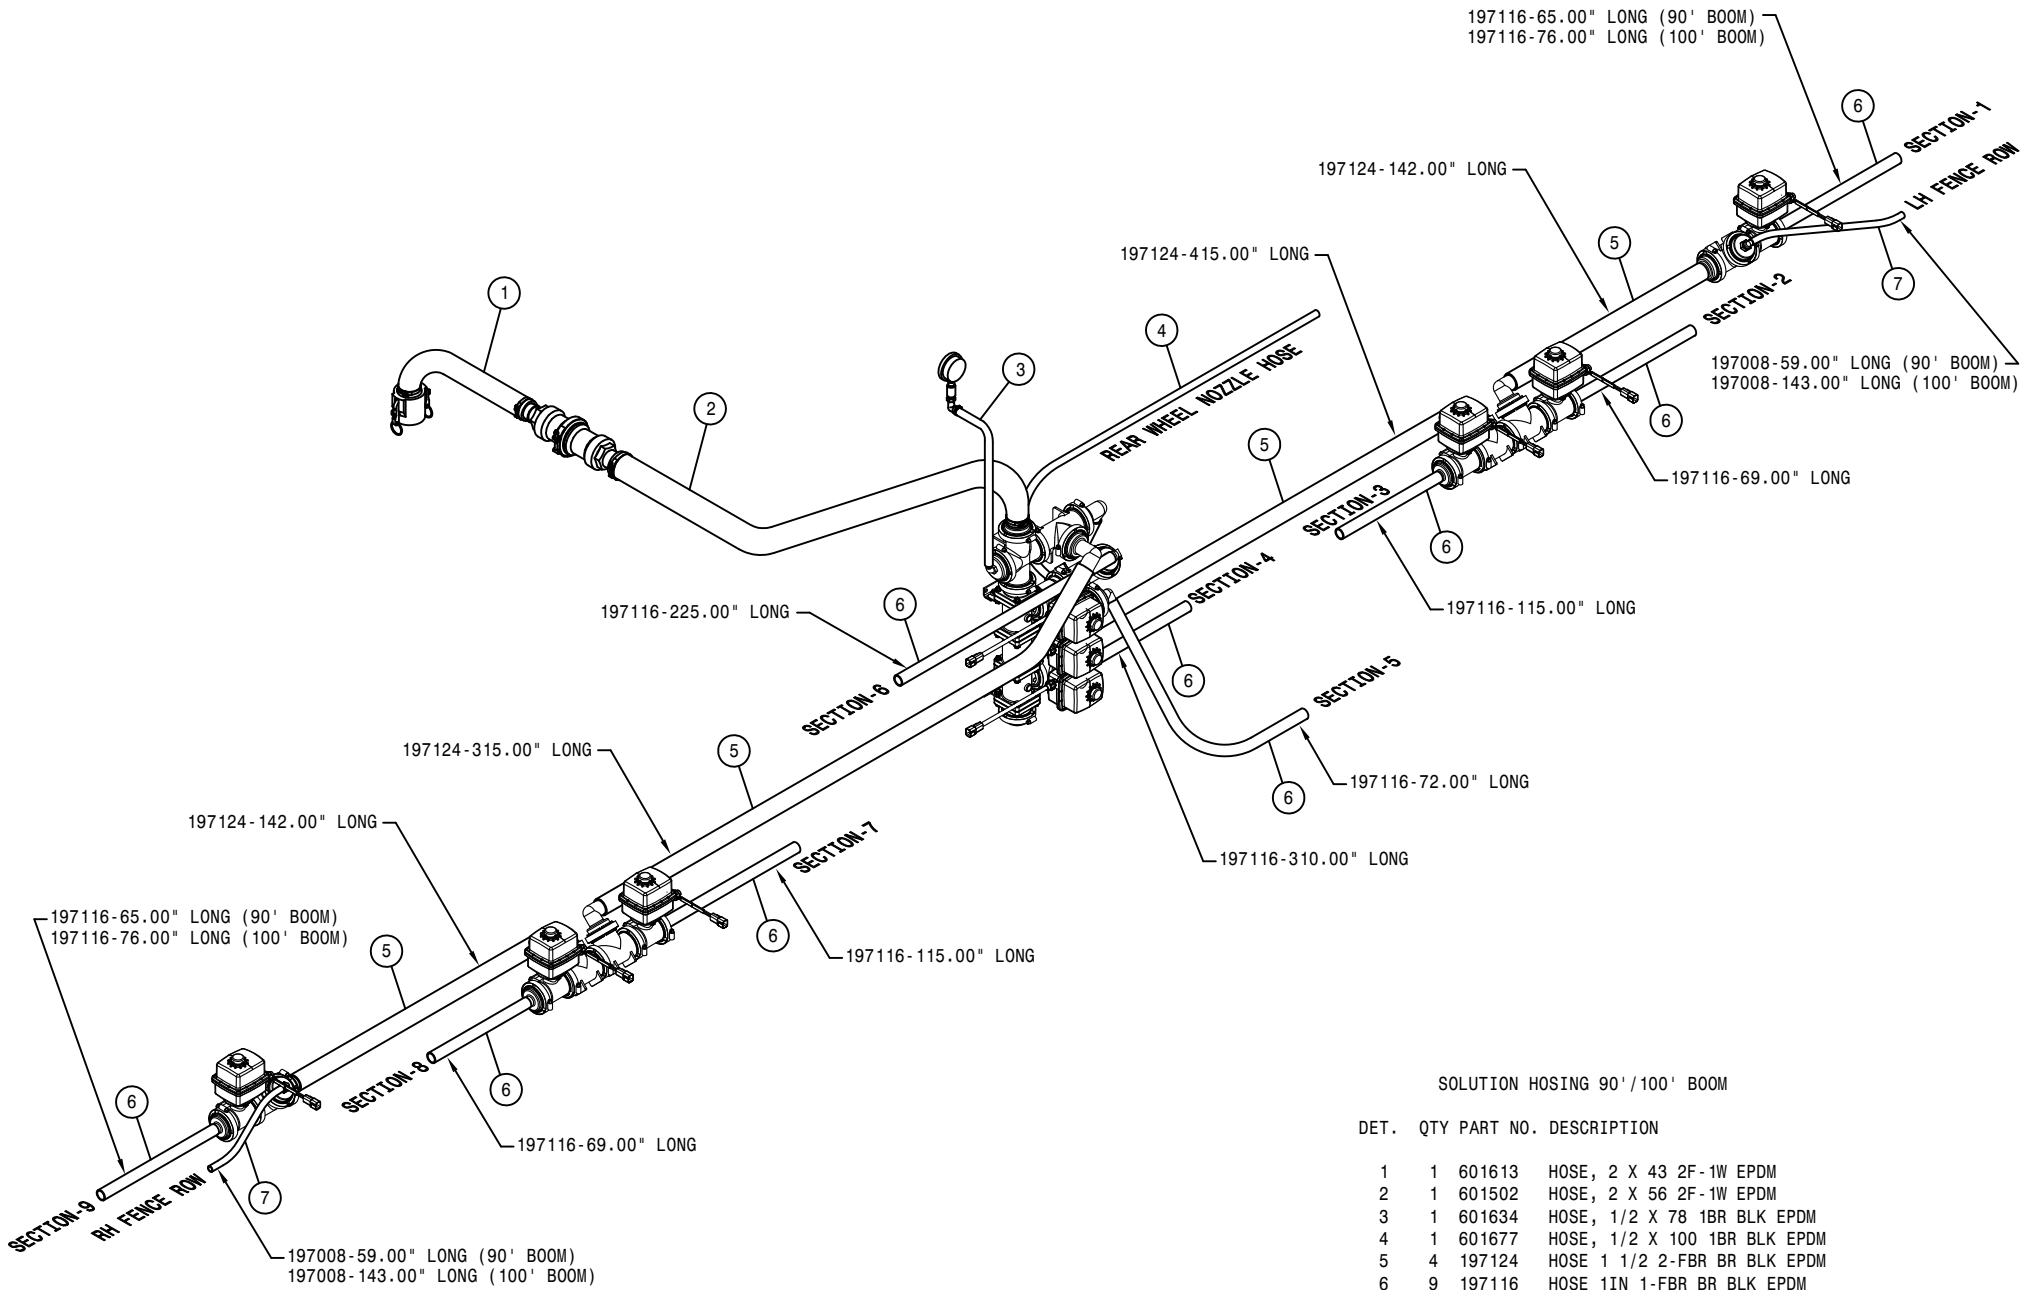 197116-65.00" LONG (90' BOOM)
197116-76.00" LONG (100' BOOM)
6
SECTION-1
197124-142.00" LONG
LH FENCE ROW
5
197124-415.00" LONG
7
1
SECTION-2
4
197008-59.00" LONG (90' BOOM)
197008-143.00" LONG (100' BOOM)
3
REAR WHEEL NOZZLE HOSE
2
6
5
197116-69.00" LONG
SECTION-3
6
SECTION-4
197116-225.00" LONG
6
197116-115.00" LONG
6
SECTION-5
SECTION-6
197124-315.00" LONG
5
197116-72.00" LONG
6
197124-142.00" LONG
SECTION-7
197116-310.00" LONG
197116-65.00" LONG (90' BOOM)
197116-76.00" LONG (100' BOOM)
5
6
197116-115.00" LONG
SECTION-8
6
6
197116-69.00" LONG
SECTION-9
RH FENCE ROW
7
197008-59.00" LONG (90' BOOM)
197008-143.00" LONG (100' BOOM)
SOLUTION HOSING 90'/100' BOOM
DET. QTY PART NO. DESCRIPTION
1 1 601613 HOSE, 2 X 43 2F-1W EPDM
2 1 601502 HOSE, 2 X 56 2F-1W EPDM
3 1 601634 HOSE, 1/2 X 78 1BR BLK EPDM
4 1 601677 HOSE, 1/2 X 100 1BR BLK EPDM
5 4 197124 HOSE 1 1/2 2-FBR BR BLK EPDM
6 9 197116 HOSE 1IN 1-FBR BR BLK EPDM